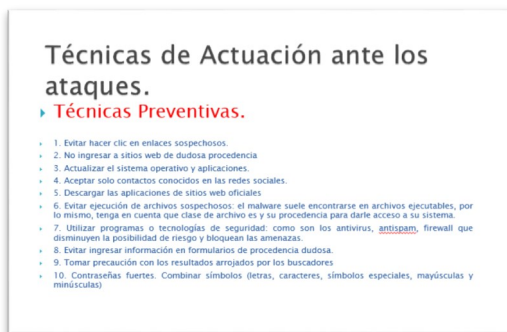 Técnicas de Actuación ante los
ataques.
Técnicas Preventivas.
1. Evitar hacer clic en enlaces sospechosos.
2. No ingresar a sitios web de dudosa procedencia
3. Actualizar el sistema operativo y aplicaciones.
4. Aceptar solo contactos conocidos en las redes sociales.
5. Descargar las aplicaciones de sitios web oficiales
6. Evitar ejecución de archivos sospechosos: el malware suele encontrarse en archivos ejecutables, por
lo mismo, tenga en cuenta que clase de archivo es y su procedencia para darle acceso a su sistema.
7. Utilizar programas o tecnologías de seguridad: como son los antivirus, antispam, firewall que
disminuyen la posibilidad de riesgo y bloquean las amenazas.
8. Evitar ingresar información en formularios de procedencia dudosa.
9. Tomar precaución con los resultados arrojados por los buscadores
10. Contraseñas fuertes. Combinar símbolos (letras, caracteres, símbolos especiales, mayúsculas y
minúsculas)